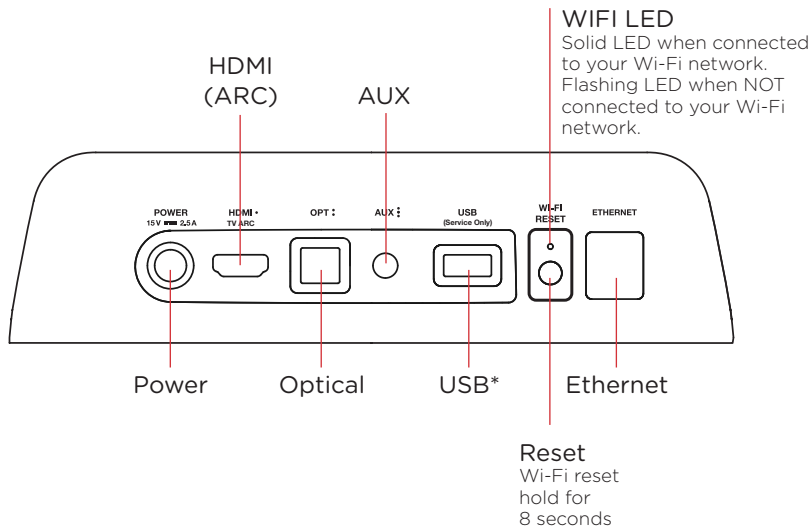 WIFI LED
Solid LED when connected
to your Wi-Fi network.
Flashing LED when NOT
connected to your Wi-Fi
network.
HDMI
(ARC)
AUX
POWER
15V ⎓ 2.5A
HDMI •
TV ARC
OPT :
AUX ⋮
USB
(Service Only)
WI-FI
RESET
ETHERNET
Power
Optical
USB*
Ethernet
Reset
Wi-Fi reset
hold for
8 seconds